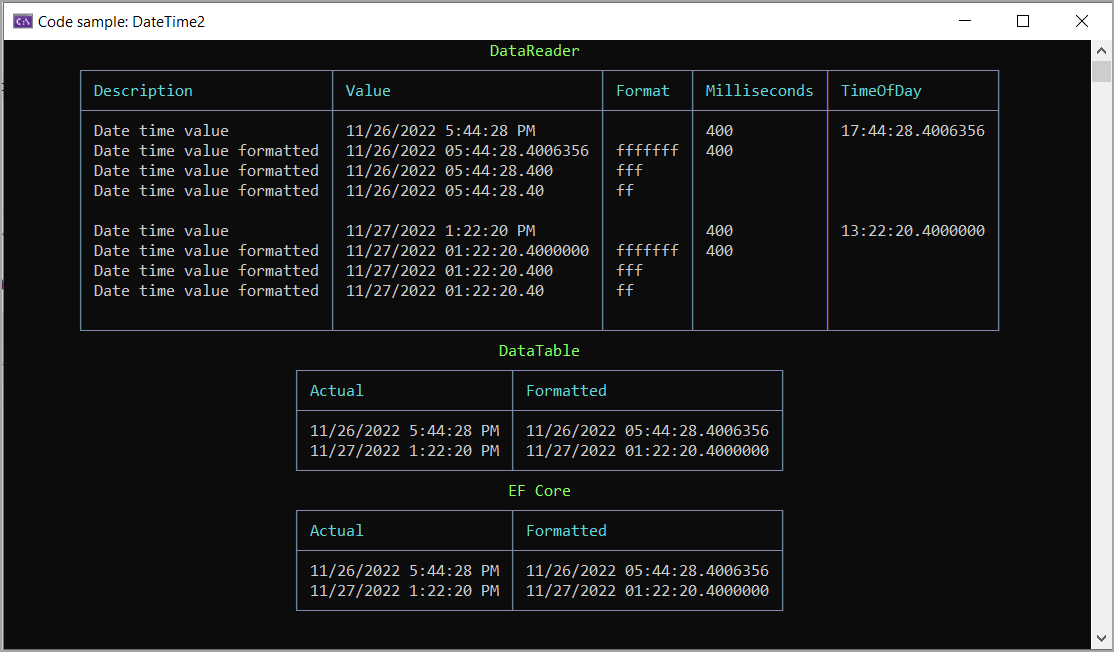 Code sample: DateTime2
DataReader
Description Value Format Milliseconds TimeOfDay
Date time value 11/26/2022 5:44:28 PM 400 17:44:28.4006356
Date time value formatted 11/26/2022 05:44:28.4006356 fffffff 400
Date time value formatted 11/26/2022 05:44:28.400 fff
Date time value formatted 11/26/2022 05:44:28.40 ff
Date time value 11/27/2022 1:22:20 PM 400 13:22:20.4000000
Date time value formatted 11/27/2022 01:22:20.4000000 fffffff 400
Date time value formatted 11/27/2022 01:22:20.400 fff
Date time value formatted 11/27/2022 01:22:20.40 ff
DataTable
Actual Formatted
11/26/2022 5:44:28 PM 11/26/2022 05:44:28.4006356
11/27/2022 1:22:20 PM 11/27/2022 01:22:20.4000000
EF Core
Actual Formatted
11/26/2022 5:44:28 PM 11/26/2022 05:44:28.4006356
11/27/2022 1:22:20 PM 11/27/2022 01:22:20.4000000